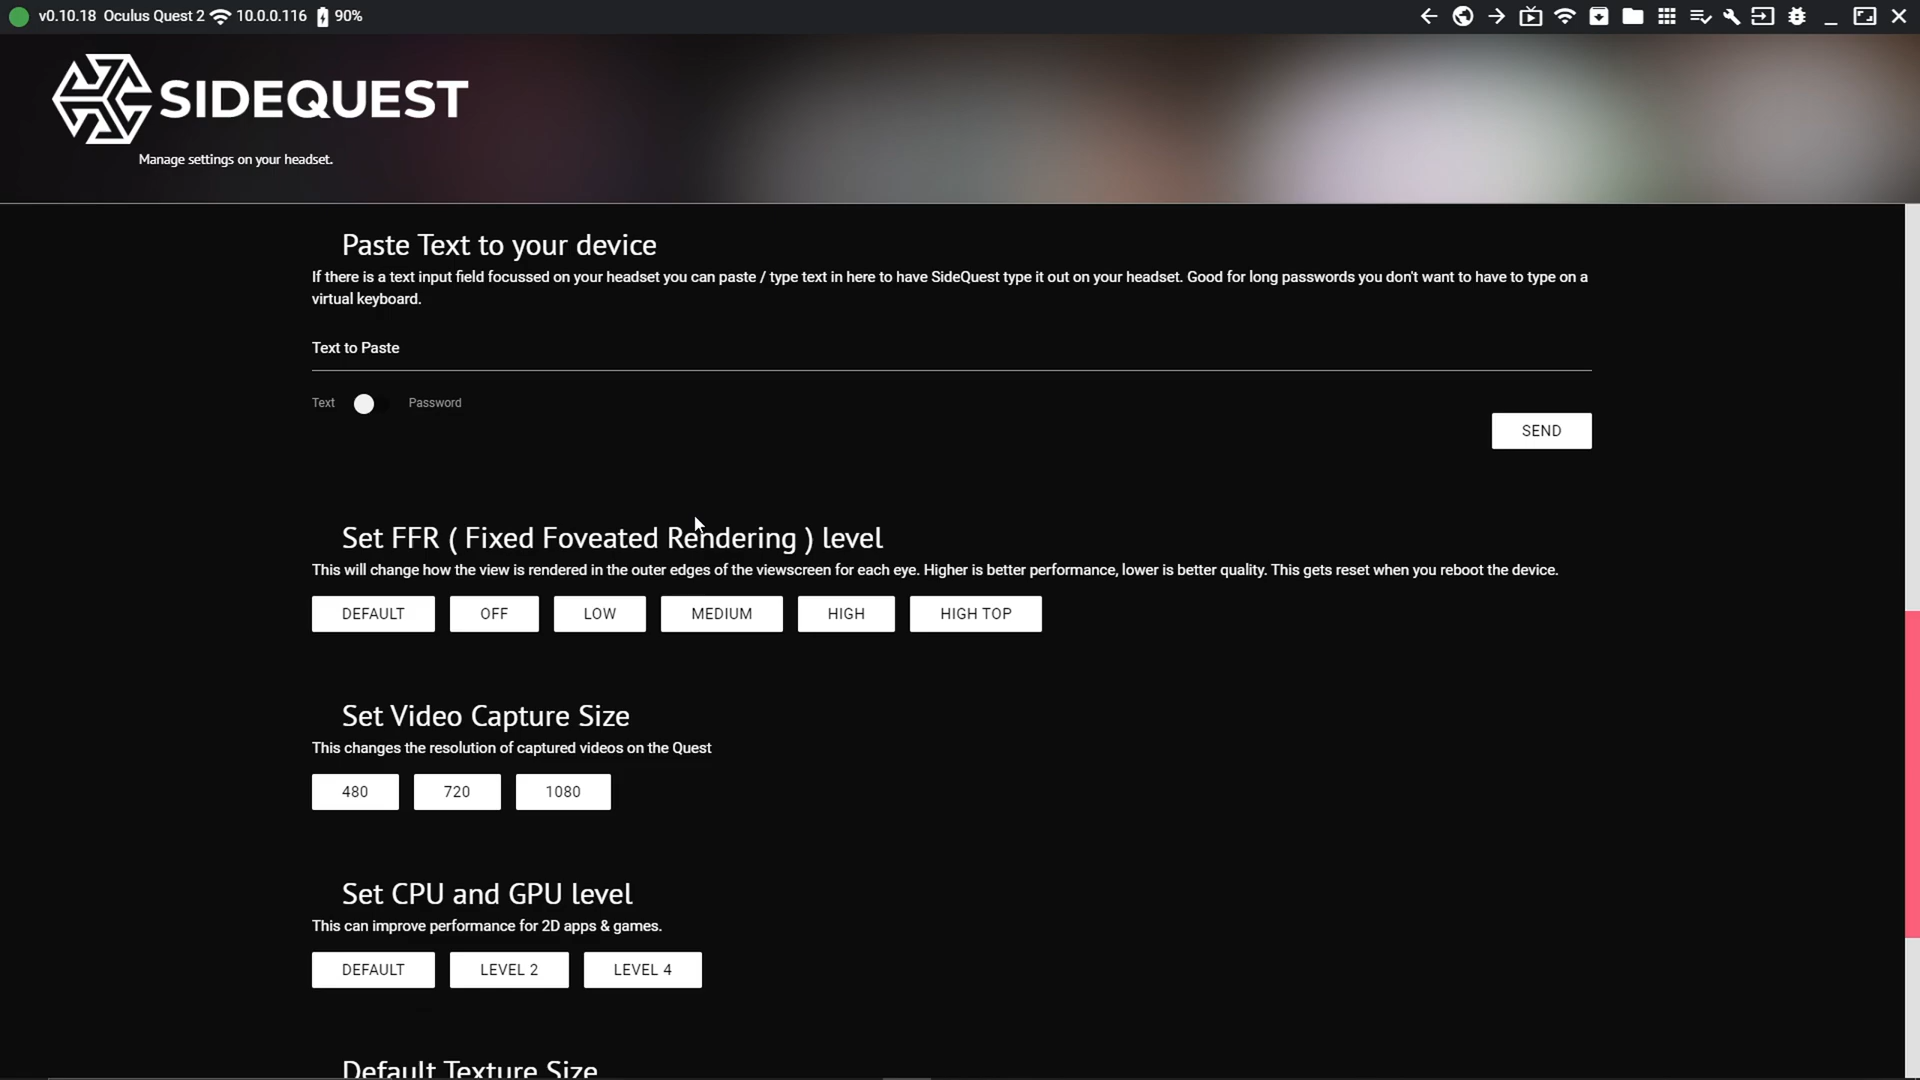 v0.10.18 Oculus Quest 2 10.0.0.116 90%
SIDEQUEST
Manage settings on your headset.
Paste Text to your device
If there is a text input field focussed on your headset you can paste / type text in here to have SideQuest type it out on your headset. Good for long passwords you don't want to have to type on a
virtual keyboard.
Text to Paste
Text Password
SEND
Set FFR ( Fixed Foveated Rendering ) level
This will change how the view is rendered in the outer edges of the viewscreen for each eye. Higher is better performance, lower is better quality. This gets reset when you reboot the device.
DEFAULT OFF LOW MEDIUM HIGH HIGH TOP
Set Video Capture Size
This changes the resolution of captured videos on the Quest
480 720 1080
Set CPU and GPU level
This can improve performance for 2D apps & games.
DEFAULT LEVEL 2 LEVEL 4
Default Texture Size